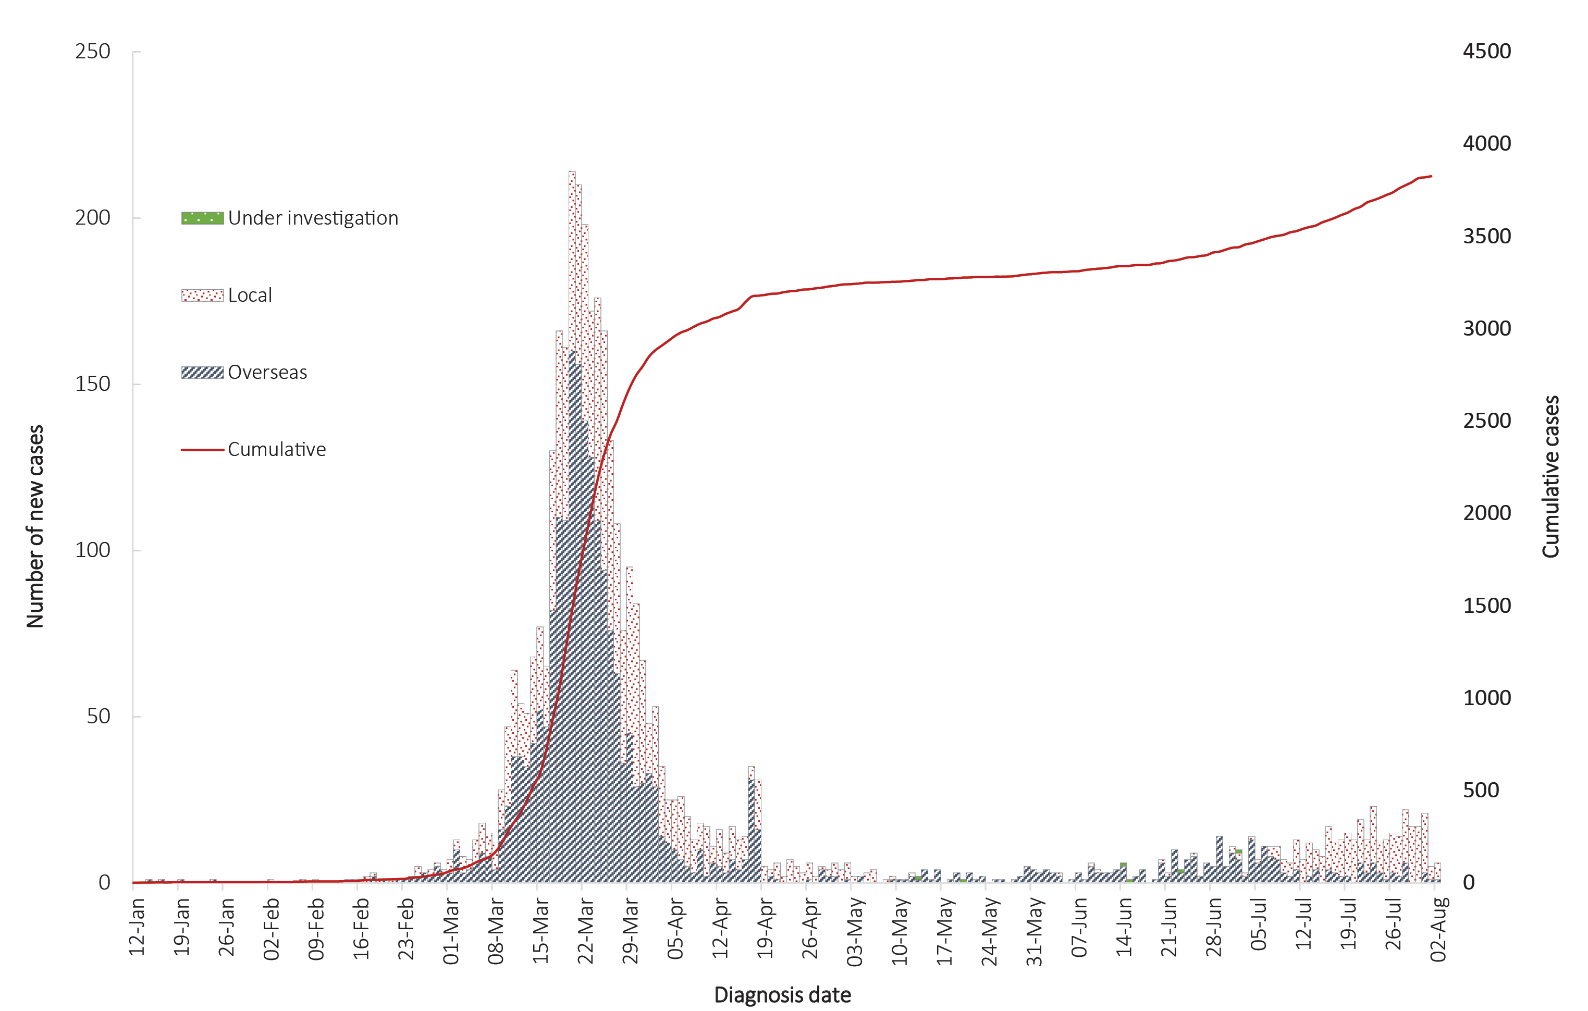 250
200
150
100
50
0
Number of new cases
Under investigation
Local
Overseas
Cumulative
4500
4000
3500
3000
2500
2000
1500
1000
500
0
Cumulative cases
12-Jan
19-Jan
26-Jan
02-Feb
09-Feb
16-Feb
23-Feb
01-Mar
08-Mar
15-Mar
22-Mar
29-Mar
05-Apr
12-Apr
19-Apr
26-Apr
03-May
10-May
17-May
24-May
31-May
07-Jun
14-Jun
21-Jun
28-Jun
05-Jul
12-Jul
19-Jul
26-Jul
02-Aug
Diagnosis date